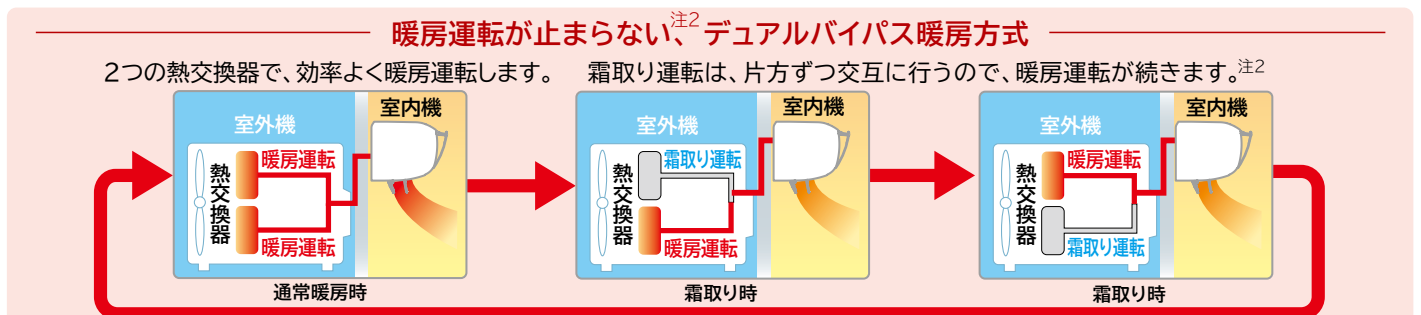 暖房運転が止まらない、注2 デュアルバイパス暖房方式
2つの熱交換器で、効率よく暖房運転します。
霜取り運転は、片方ずつ交互に行うので、暖房運転が続きます。注2
室外機
室内機
熱交換器
暖房運転
暖房運転
通常暖房時
室外機
室内機
熱交換器
霜取り運転
暖房運転
霜取り時
室外機
室内機
熱交換器
暖房運転
霜取り運転
霜取り時